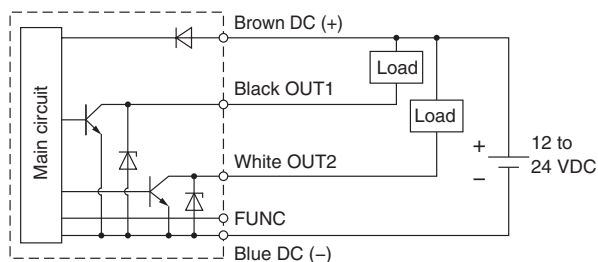 Brown DC (+)
Main circuit
Load
Black OUT1
Load
White OUT2
+
12 to
24 VDC
−
FUNC
Blue DC (−)